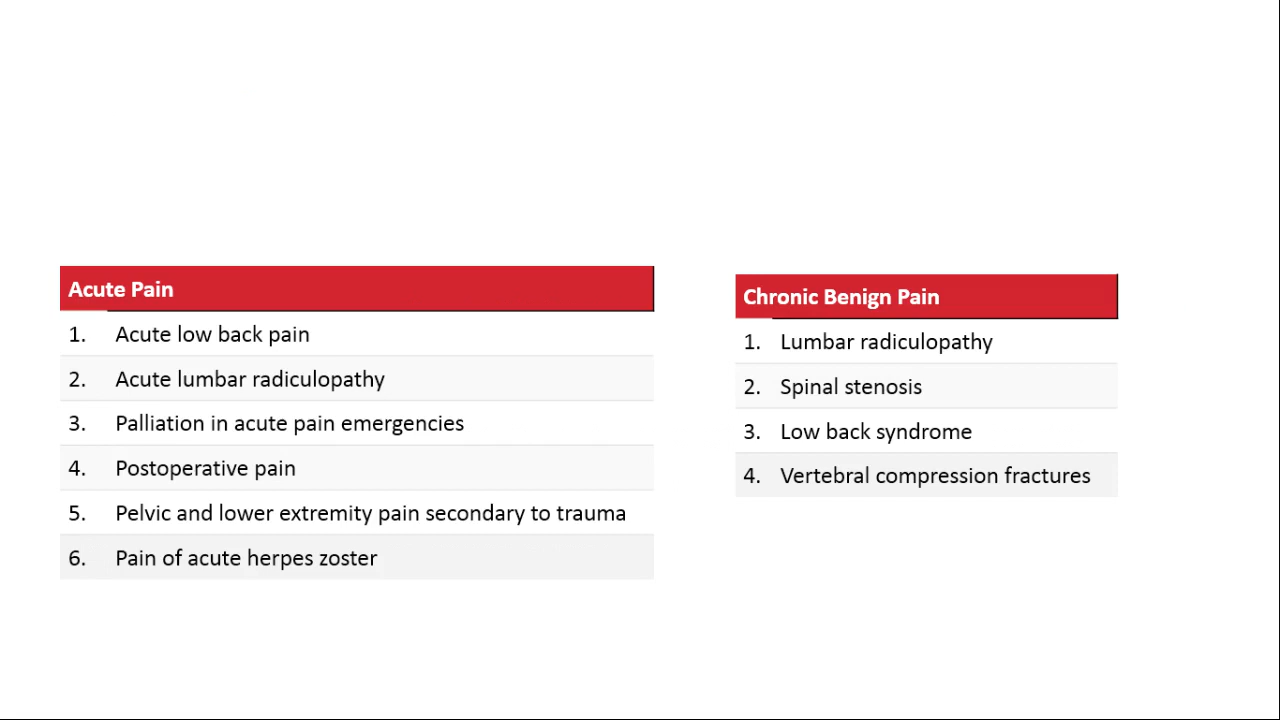 Acute Pain
1. Acute low back pain
2. Acute lumbar radiculopathy
3. Palliation in acute pain emergencies
4. Postoperative pain
5. Pelvic and lower extremity pain secondary to trauma
6. Pain of acute herpes zoster
Chronic Benign Pain
1. Lumbar radiculopathy
2. Spinal stenosis
3. Low back syndrome
4. Vertebral compression fractures